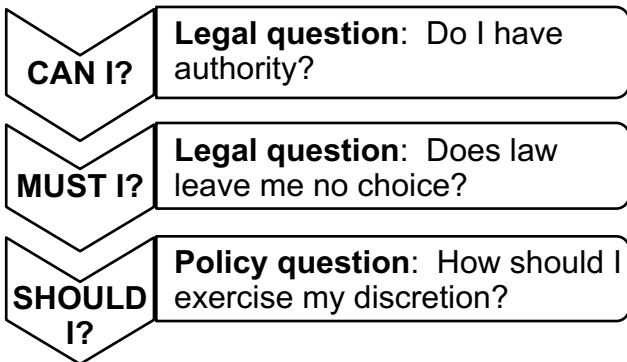 CAN I?
Legal question: Do I have
authority?
MUST I?
Legal question: Does law
leave me no choice?
SHOULD
I?
Policy question: How should I
exercise my discretion?